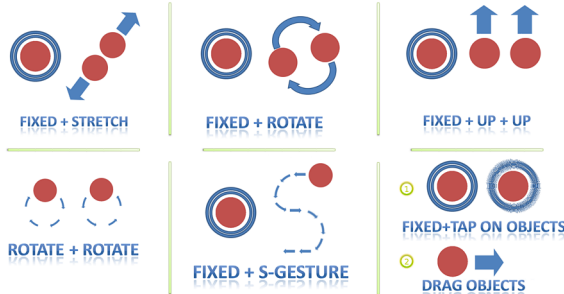 FIXED + STRETCH
FIXED + ROTATE
FIXED + UP + UP
ROTATE + ROTATE
FIXED + S-GESTURE
1
FIXED+TAP ON OBJECTS
2
DRAG OBJECTS